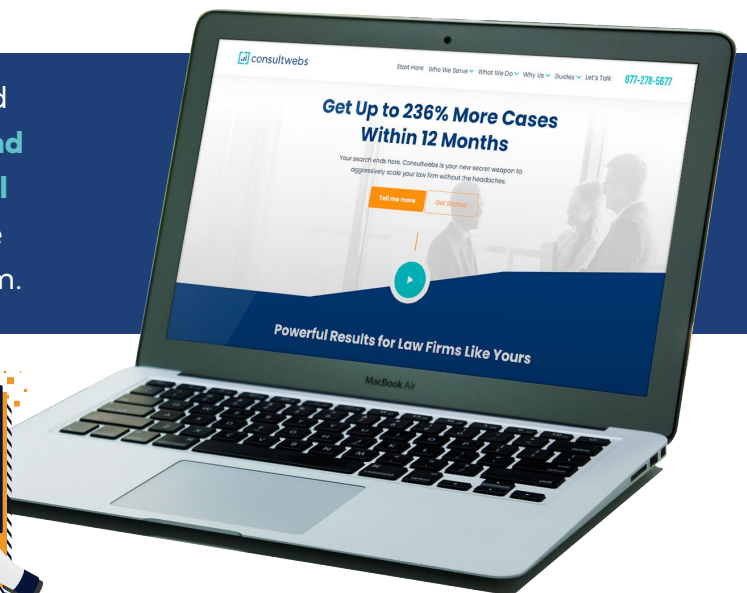 d
nd
l
e
m.
consultwebs
Start Here Who We Serve What We Do Why Us Guides Let's Talk 877-278-5677
Get Up to 236% More Cases
Within 12 Months
Your search ends here. Consultwebs is your new secret weapon to
aggressively scale your law firm without the headaches.
Tell me more Get Started
Powerful Results for Law Firms Like Yours
MacBook Air